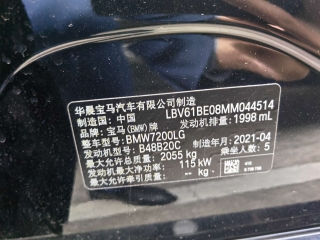 华晨宝马汽车有限公司制造
制造国：中国 LBV61BE08MM044514
品牌：宝马(BMW)牌 发动机排量：1998 mL
整车型号：BMW7200LG
发动机型号：B48B20C 制造年月：2021-04
最大允许总质量：2055 kg 乘坐人数：5
发动机最大净功率：115 kW